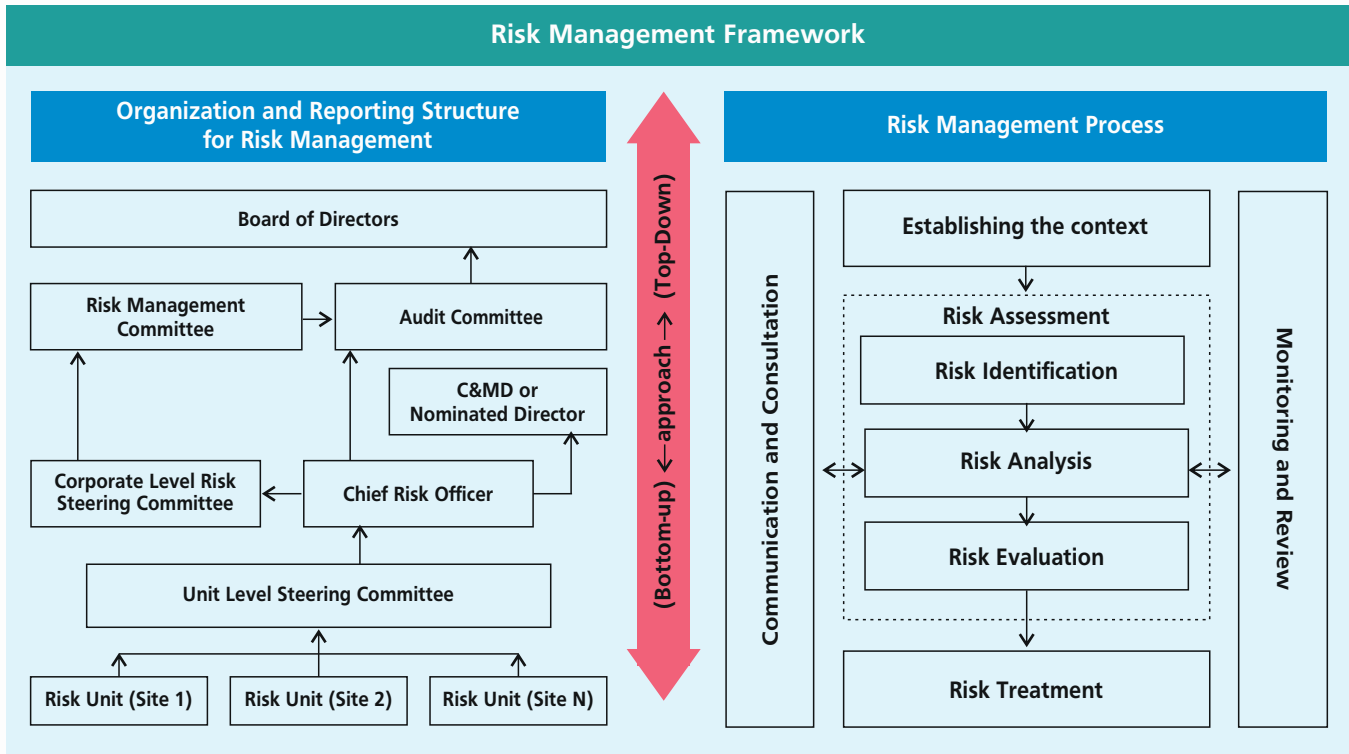 Risk Management Framework
Organization and Reporting Structure
for Risk Management
Board of Directors
Risk Management
Committee
Audit Committee
C&MD or
Nominated Director
Corporate Level Risk
Steering Committee
Chief Risk Officer
Unit Level Steering Committee
Risk Unit (Site 1)
Risk Unit (Site 2)
Risk Unit (Site N)
(Bottom-up) approach (Top-Down)
Risk Management Process
Communication and Consultation
Establishing the context
Risk Assessment
Risk Identification
Risk Analysis
Risk Evaluation
Risk Treatment
Monitoring and Review